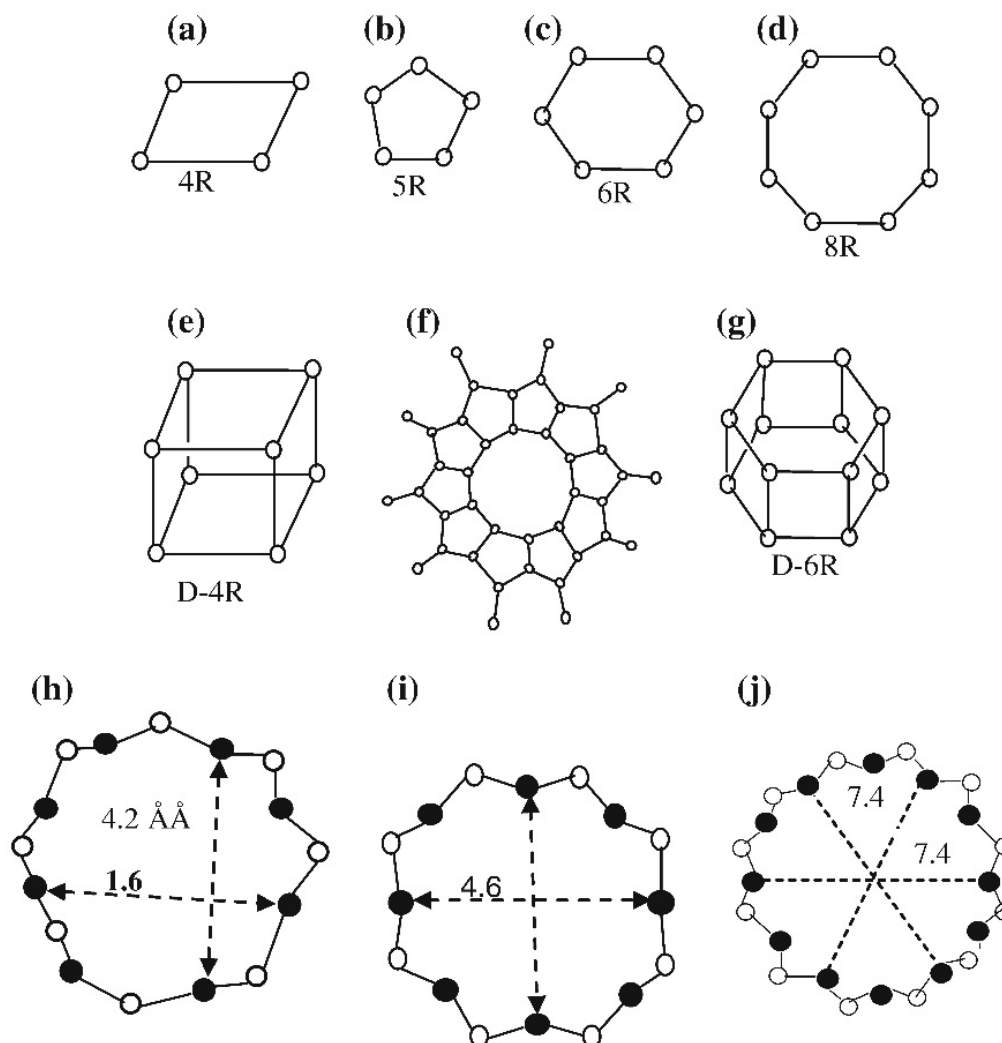 (a) (b) (c) (d)
4R 5R 6R 8R
(e) (f) (g)
D-4R D-6R
(h) (i) (j)
4.2 ÅÅ
1.6
4.6
7.4
7.4